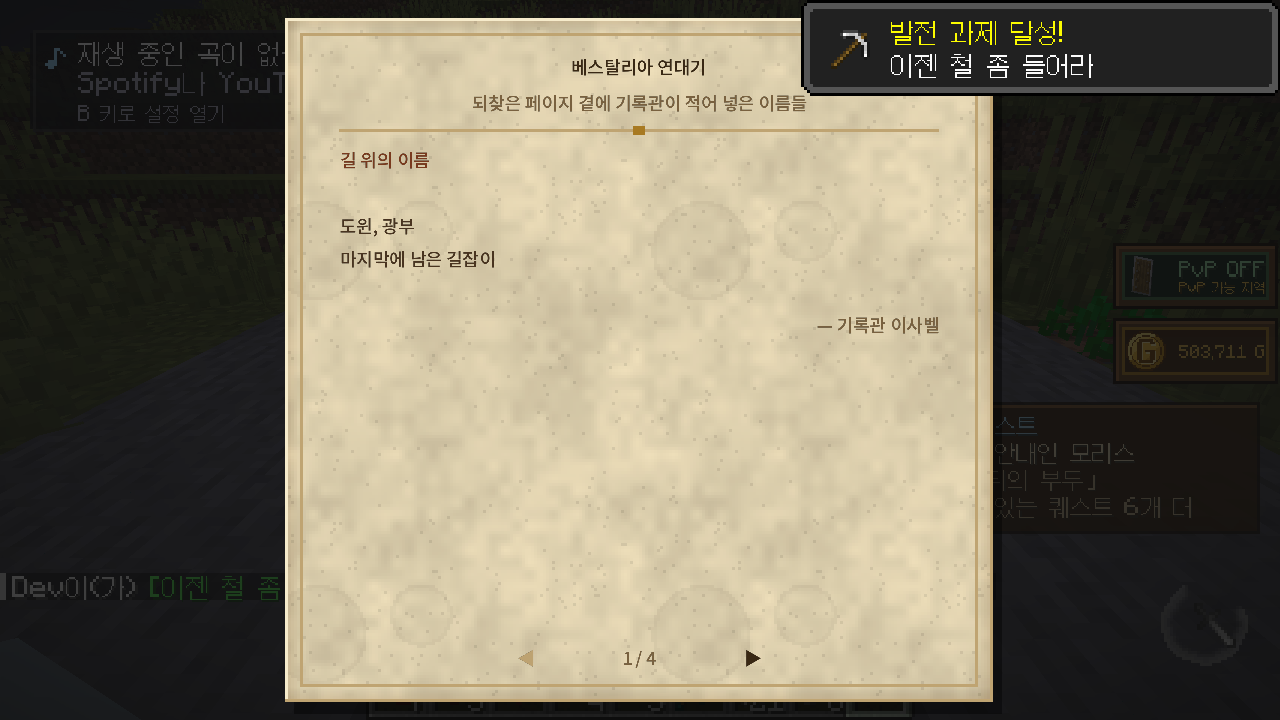 재생 중인 곡이 없
Spotify나 YouT
B 키로 설정 열기
발전 과제 달성!
이젠 철 좀 들어라
베스탈리아 연대기
되찾은 페이지 곁에 기록관이 적어 넣은 이름들
길 위의 이름
도윈, 광부
마지막에 남은 길잡이
— 기록관 이사벨
PvP OFF
PvP 가능 지역
503,711 G
스트
안내인 모리스
의 부두」
있는 퀘스트 6개 더
Dev이(가) [이젠 철 좀
1 / 4